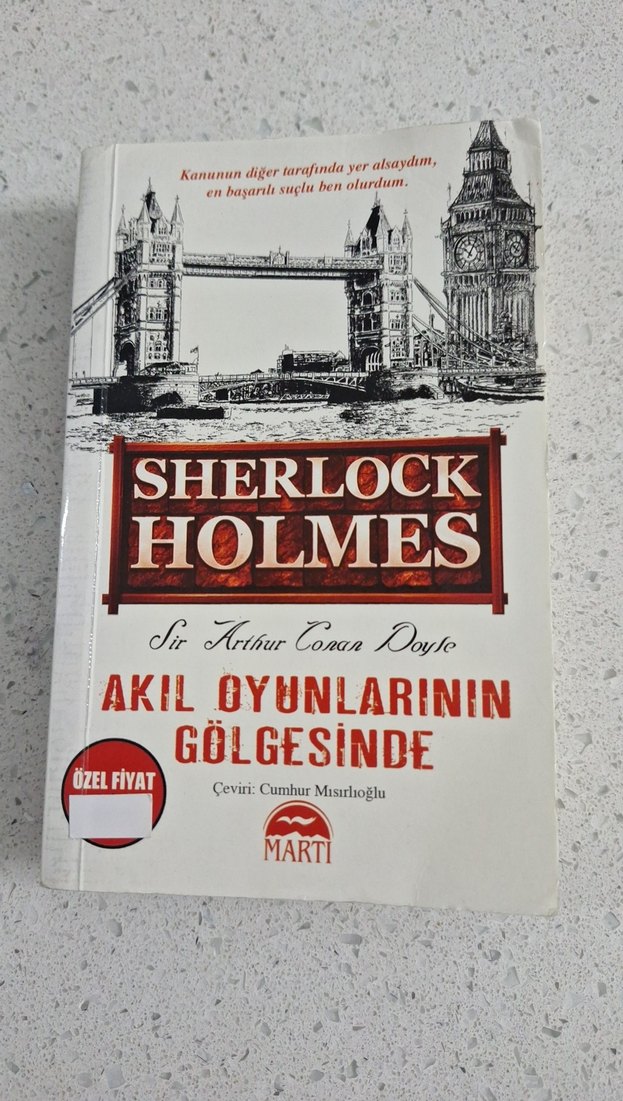 Kanunun diğer tarafında yer alsaydım,
en başarılı suçlu ben olurdum.
SHERLOCK
HOLMES
Sir Arthur Conan Doyle
AKIL OYUNLARININ
GÖLGESİNDE
ÖZEL FİYAT
Çeviri: Cumhur Mısırlıoğlu
MARTI